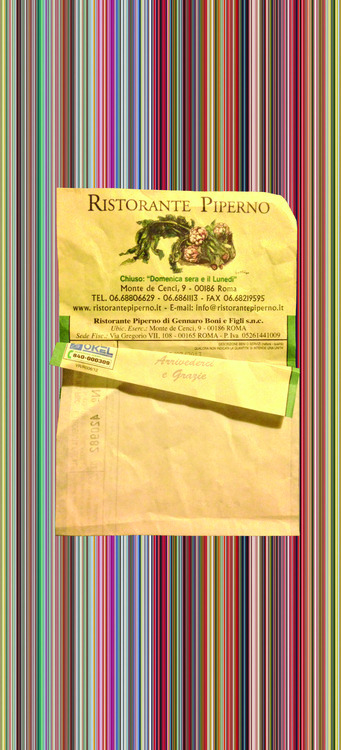 RISTORANTE PIPERNO
Chiuso: "Domenica sera e il Lunedì"
Monte de Cenci, 9 - 00186 Roma
TEL. 06.68806629 - 06.6861113 - FAX 06.68219595
www.ristorantepiperno.it - E-mail: info@ristorantepiperno.it
Ristorante Piperno di Gennaro Boni e Figli s.n.c.
Ubic. Eserc.: Monte de Cenci, 9 - 00186 ROMA
Sede Fisc.: Via Gregorio VII, 108 - 00165 ROMA - P. Iva 05261441009
840-000309
Arrivederci
e Grazie
N° 420982